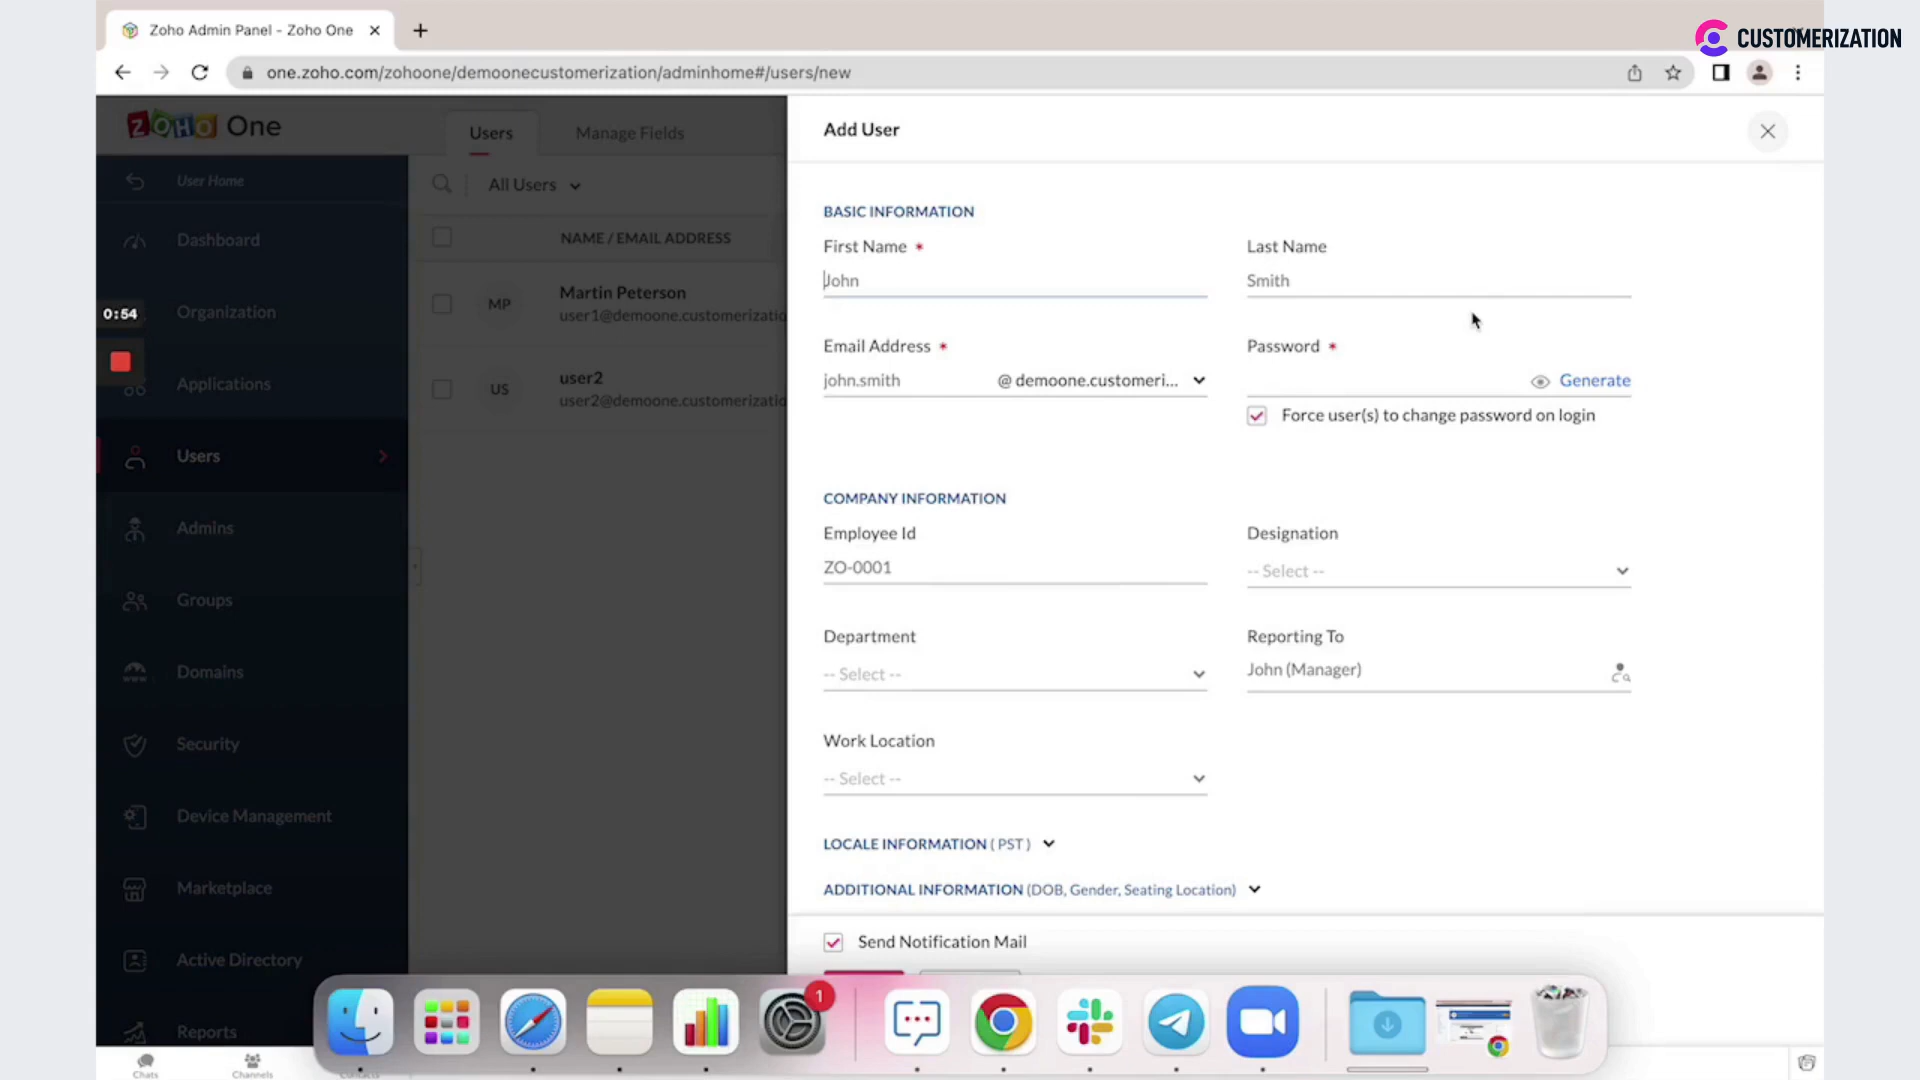 Zoho Admin Panel - Zoho One
CUSTOMERIZATION
one.zoho.com/zohoone/demoonecustomerization/adminhome#/users/new
ZOHO One
Users
Manage Fields
Add User
User Home
All Users
Dashboard
NAME / EMAIL ADDRESS
BASIC INFORMATION
First Name *
Last Name
John
Smith
Organization
MP
Martin Peterson
user1@demoone.customerizatio
0:54
Email Address *
Password *
john.smith
@ demoone.customeri...
Generate
Applications
US
user2
user2@demoone.customerizatio
Force user(s) to change password on login
Users
Admins
COMPANY INFORMATION
Employee Id
Designation
ZO-0001
-- Select --
Groups
Department
Reporting To
-- Select --
John (Manager)
Domains
www
Security
Work Location
-- Select --
Device Management
LOCALE INFORMATION ( PST )
Marketplace
ADDITIONAL INFORMATION (DOB, Gender, Seating Location)
Send Notification Mail
Active Directory
1
Reports
Chats
Channels